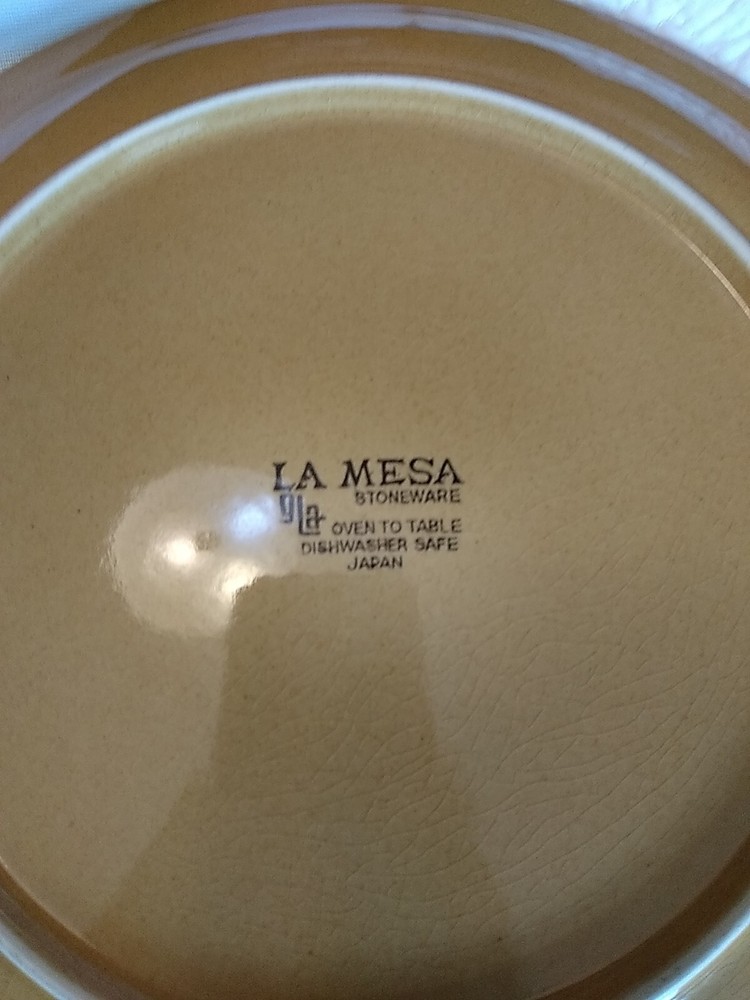 LA MESA
STONEWARE
OVEN TO TABLE
DISHWASHER SAFE
JAPAN